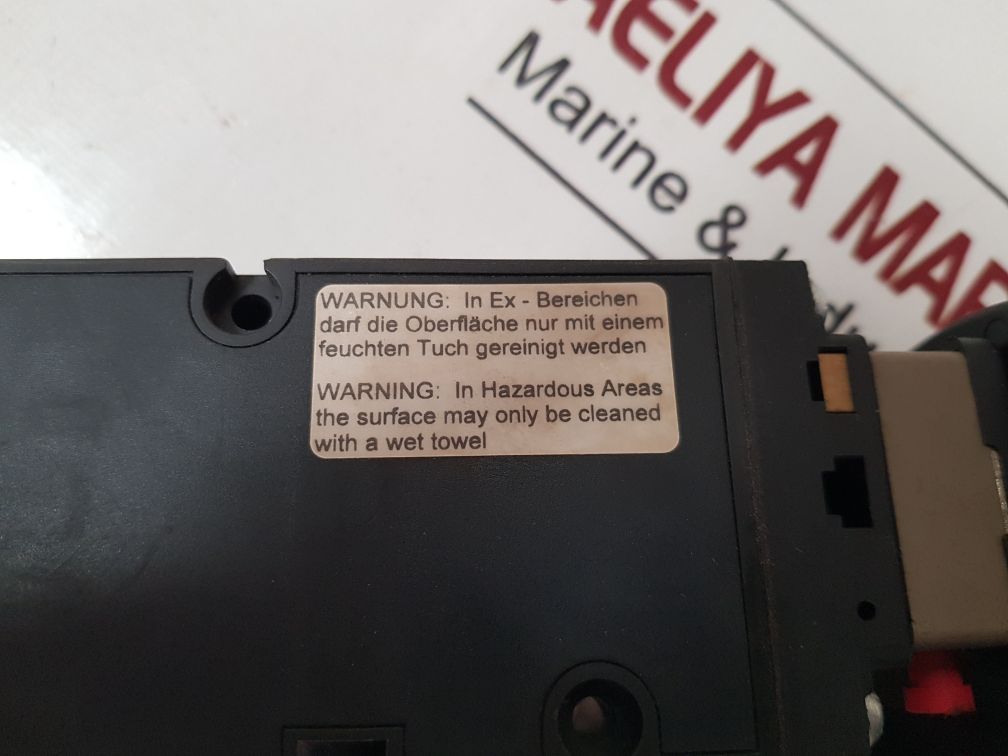 AELIYA MAR
Marine &
WARNUNG: In Ex - Bereichen
darf die Oberfläche nur mit einem
feuchten Tuch gereinigt werden
WARNING: In Hazardous Areas
the surface may only be cleaned
with a wet towel